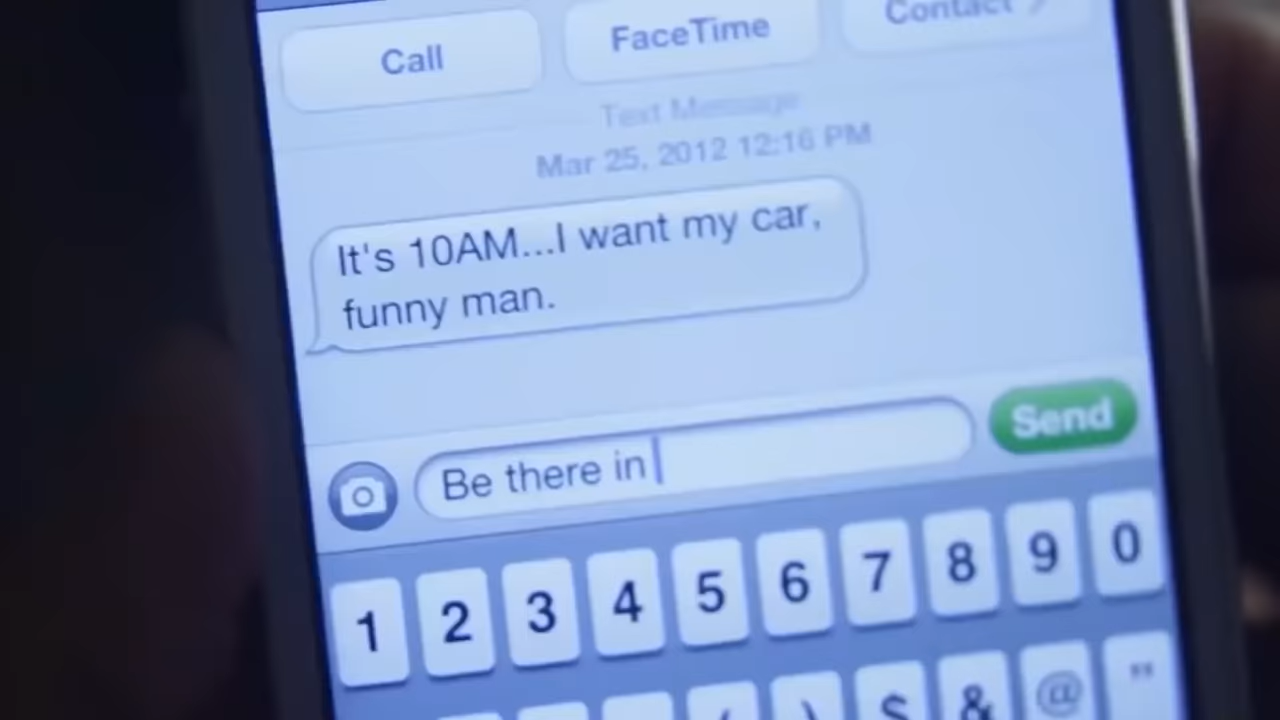 Call FaceTime Contact >
Text Message
Mar 25, 2012 12:16 PM
It's 10AM...I want my car,
funny man.
Be there in
Send
1 2 3 4 5 6 7 8 9 0
( ) $ & @ "